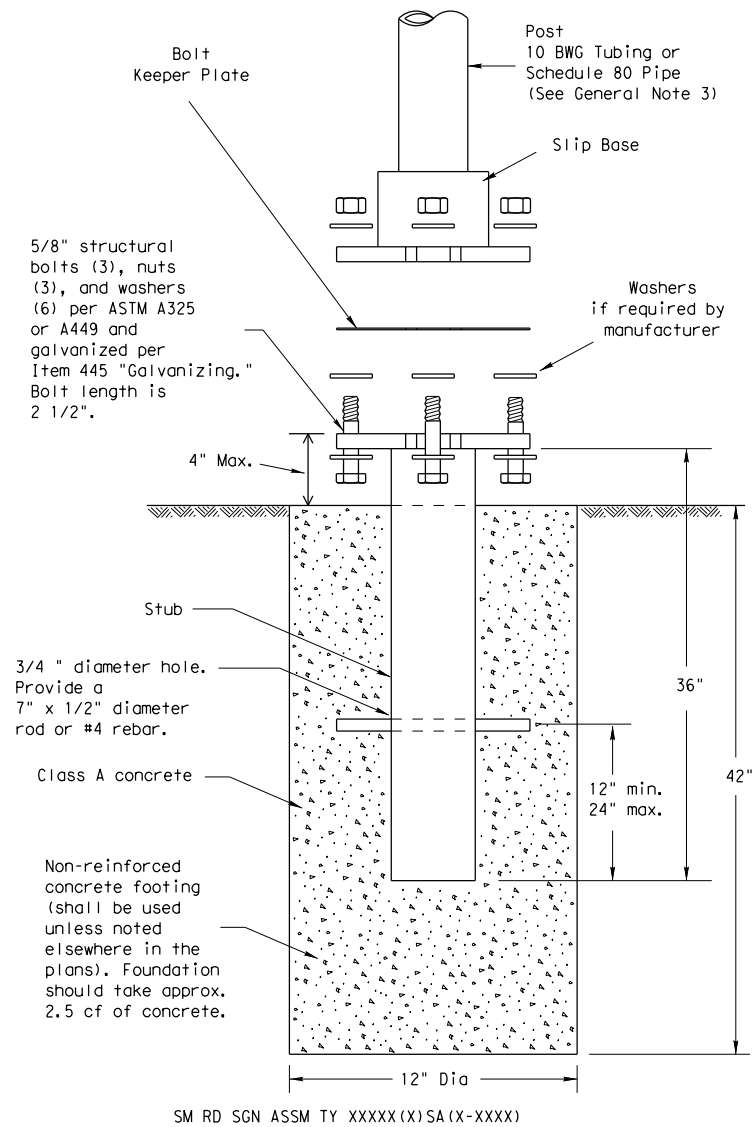 Post
10 BWG Tubing or
Schedule 80 Pipe
(See General Note 3)
Bolt
Keeper Plate
Slip Base
5/8" structural
bolts (3), nuts
(3), and washers
(6) per ASTM A325
or A449 and
galvanized per
Item 445 "Galvanizing."
Bolt length is
2 1/2".
Washers
if required by
manufacturer
4" Max.
Stub
3/4 " diameter hole.
Provide a
7" x 1/2" diameter
rod or #4 rebar.
36"
Class A concrete
12" min.
24" max.
42"
Non-reinforced
concrete footing
(shall be used
unless noted
elsewhere in the
plans). Foundation
should take approx.
2.5 cf of concrete.
12" Dia
SM RD SGN ASSM TY XXXXX(X)SA(X-XXXX)